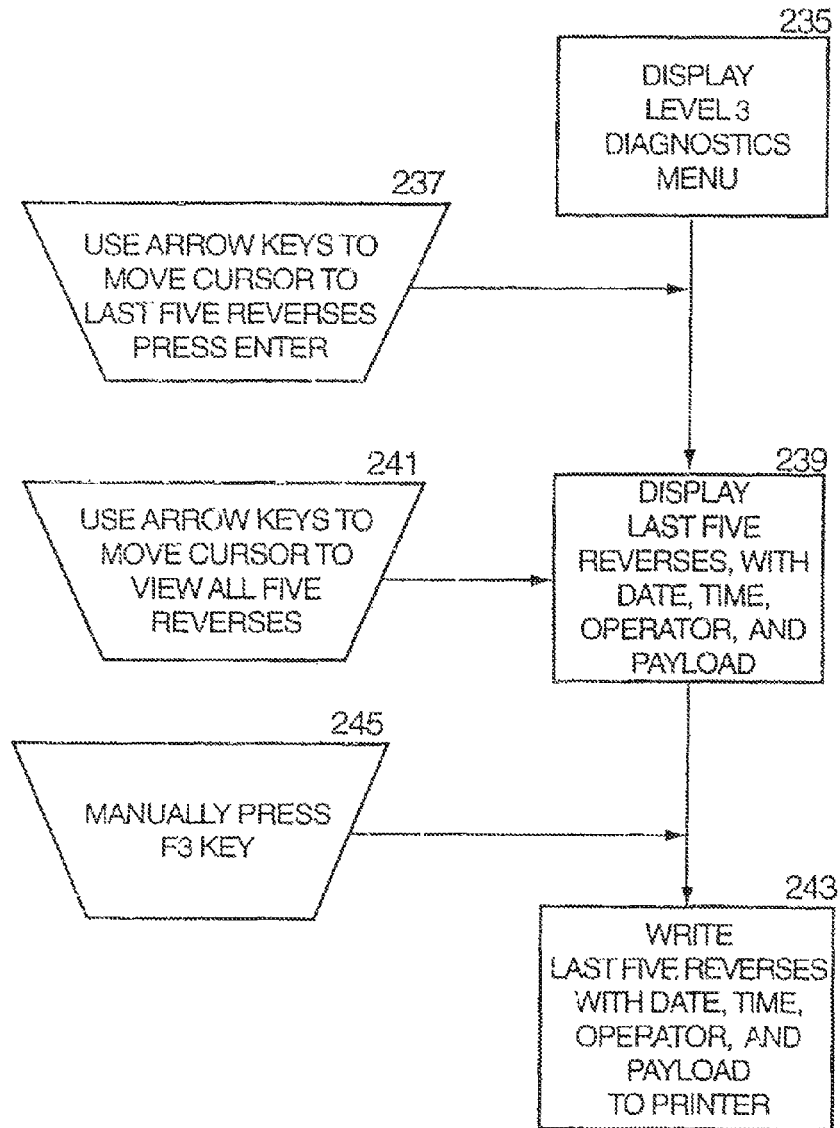 235
DISPLAY
LEVEL 3
DIAGNOSTICS
MENU
237
USE ARROW KEYS TO
MOVE CURSOR TO
LAST FIVE REVERSES
PRESS ENTER
241
USE ARROW KEYS TO
MOVE CURSOR TO
VIEW ALL FIVE
REVERSES
239
DISPLAY
LAST FIVE
REVERSES, WITH
DATE, TIME,
OPERATOR, AND
PAYLOAD
245
MANUALLY PRESS
F3 KEY
243
WRITE
LAST FIVE REVERSES
WITH DATE, TIME,
OPERATOR, AND
PAYLOAD
TO PRINTER